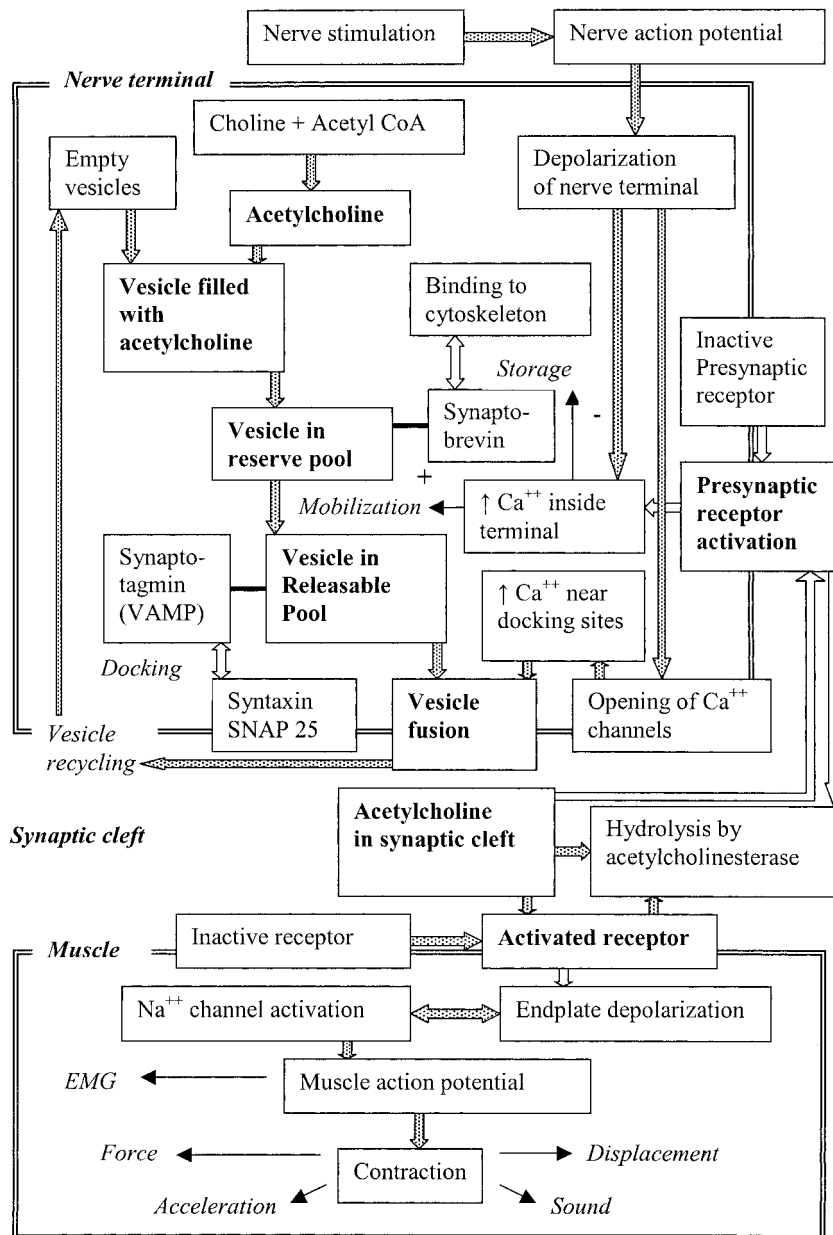 Nerve stimulation
Nerve action potential
Nerve terminal
Choline + Acetyl CoA
Empty
vesicles
Depolarization
of nerve terminal
Acetylcholine
Vesicle filled
with
acetylcholine
Binding to
cytoskeleton
Inactive
Presynaptic
receptor
Storage
Synapto-
brevin
-
Vesicle in
reserve pool
+
Mobilization
↑ Ca++ inside
terminal
Presynaptic
receptor
activation
Synapto-
tagmin
(VAMP)
Vesicle in
Releasable
Pool
↑ Ca++ near
docking sites
Docking
Syntaxin
SNAP 25
Vesicle
fusion
Opening of Ca++
channels
Vesicle
recycling
Acetylcholine
in synaptic cleft
Synaptic cleft
Hydrolysis by
acetylcholinesterase
Inactive receptor
Activated receptor
Muscle
Na++ channel activation
Endplate depolarization
EMG
Muscle action potential
Force
Displacement
Contraction
Acceleration
Sound